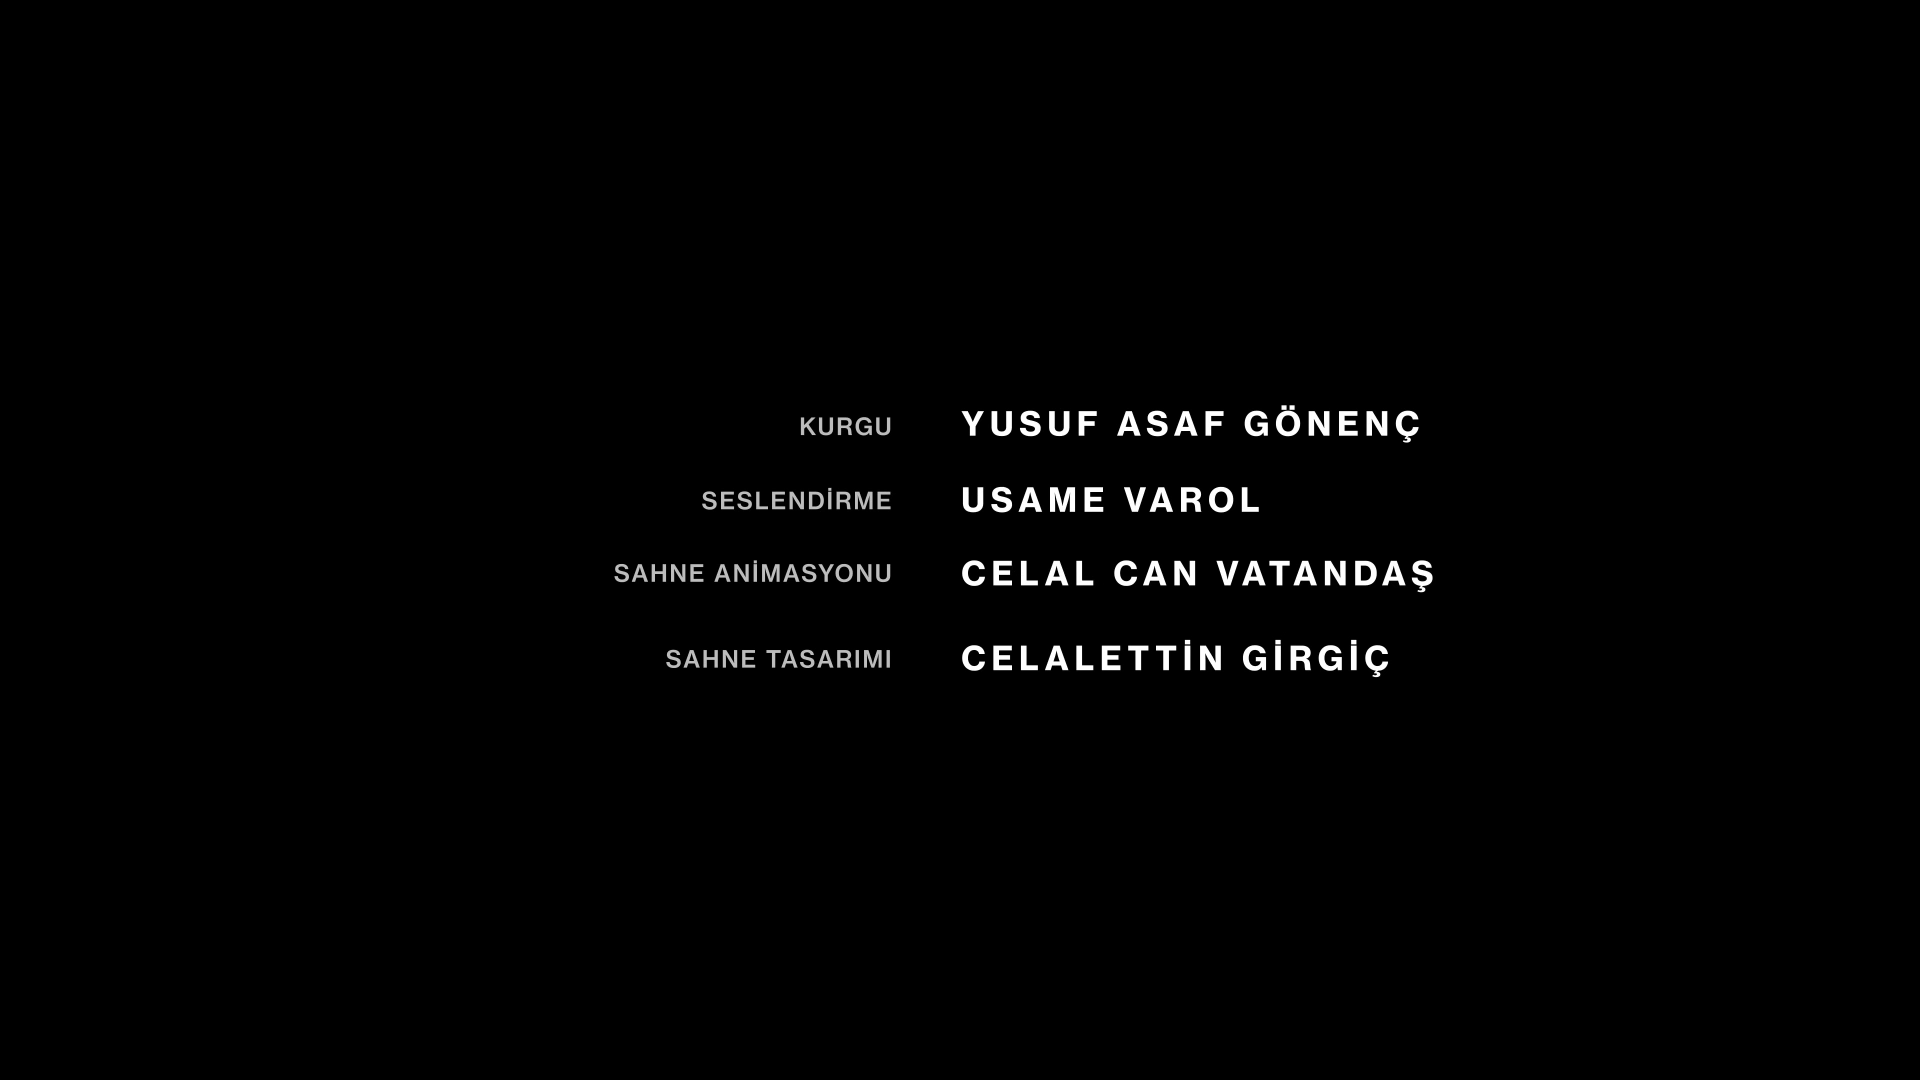 KURGU YUSUF ASAF GÖNENÇ
SESLENDİRME USAME VAROL
SAHNE ANİMASYONU CELAL CAN VATANDAŞ
SAHNE TASARIMI CELALETTİN GİRGİÇ